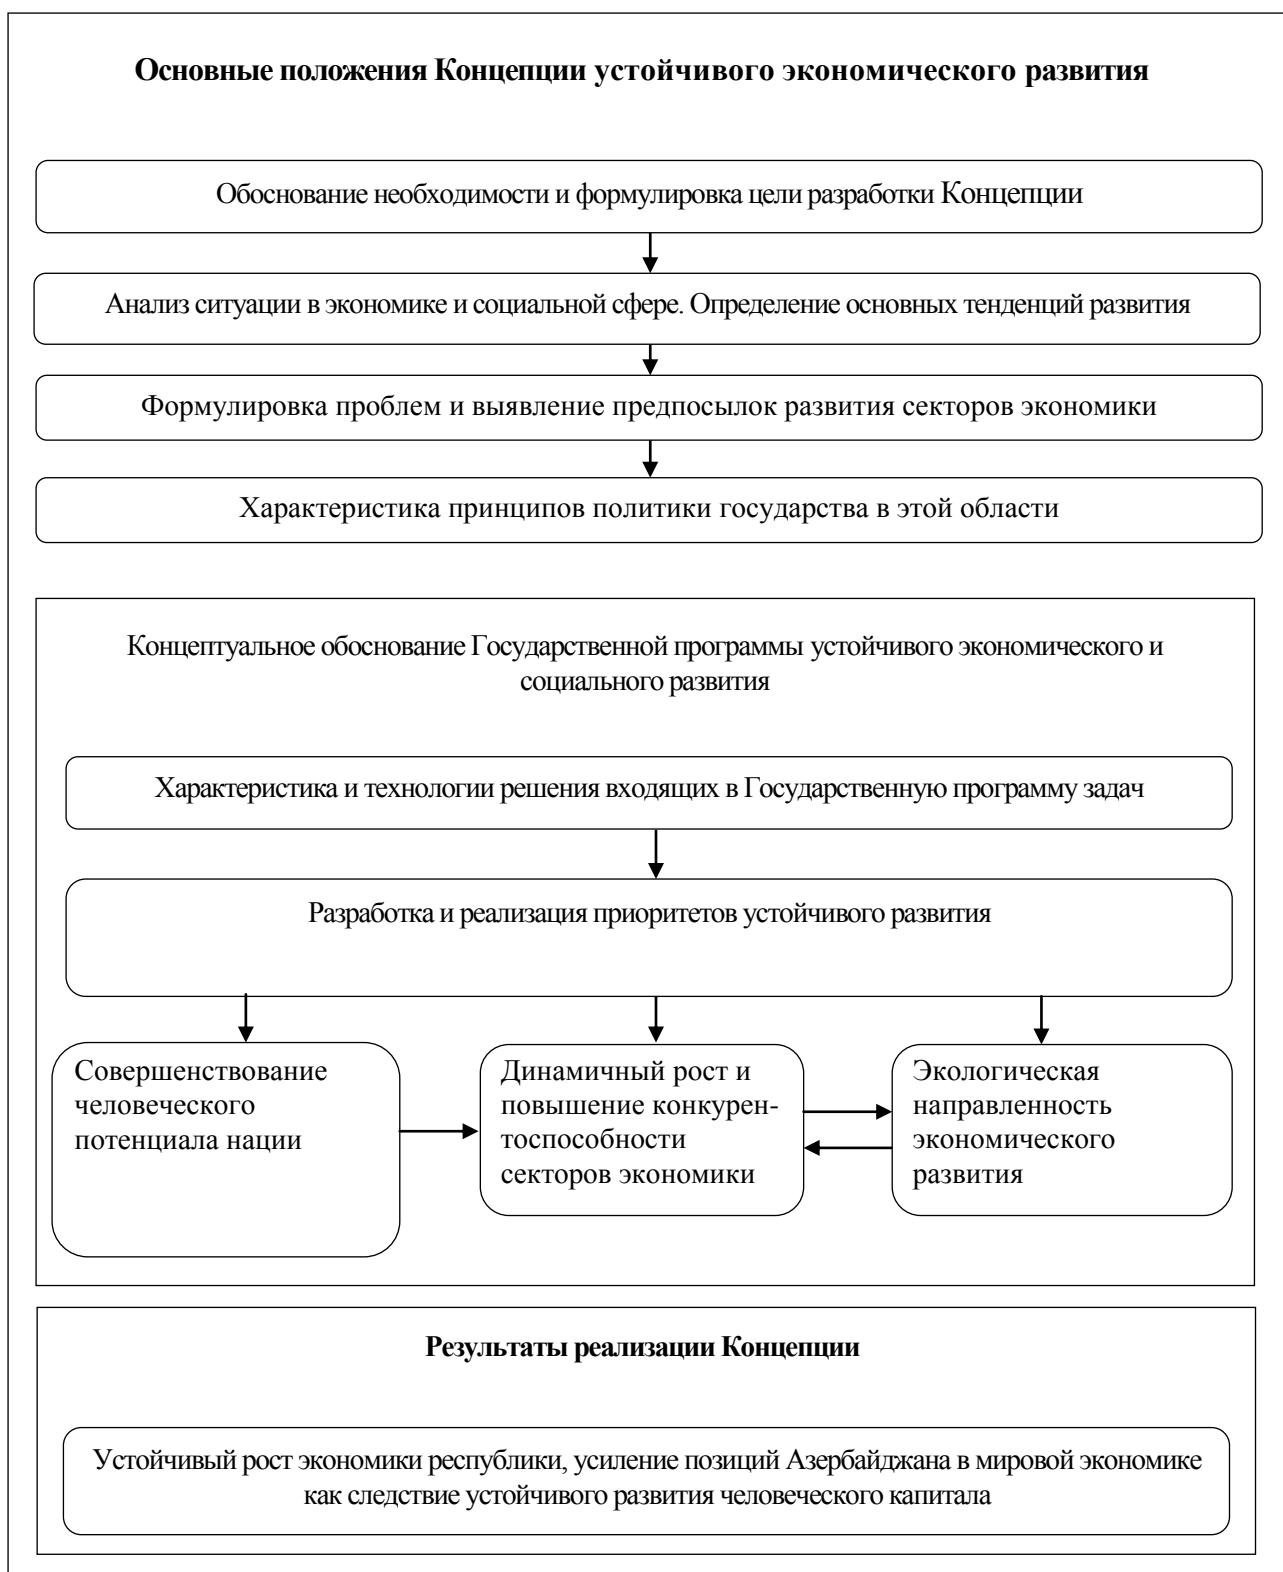 Основные положения Концепции устойчивого экономического развития
Обоснование необходимости и формулировка цели разработки Концепции
Анализ ситуации в экономике и социальной сфере. Определение основных тенденций развития
Формулировка проблем и выявление предпосылок развития секторов экономики
Характеристика принципов политики государства в этой области
Концептуальное обоснование Государственной программы устойчивого экономического и
социального развития
Характеристика и технологии решения входящих в Государственную программу задач
Разработка и реализация приоритетов устойчивого развития
Совершенствование
человеческого
потенциала нации
Динамичный рост и
повышение конкурен-
тоспособности
секторов экономики
Экологическая
направленность
экономического
развития
Результаты реализации Концепции
Устойчивый рост экономики республики, усиление позиций Азербайджана в мировой экономике
как следствие устойчивого развития человеческого капитала